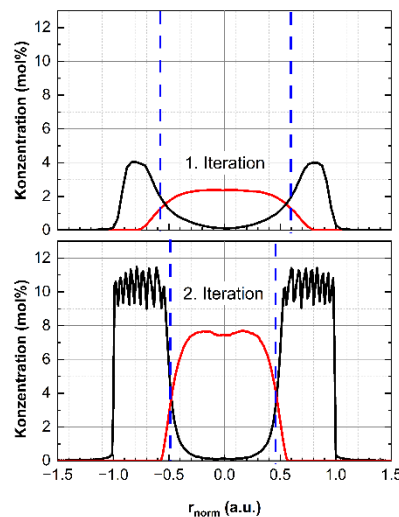 Konzentration (mol%)
12
10
8
6
4
2
0
1. Iteration
Konzentration (mol%)
12
10
8
6
4
2
0
2. Iteration
−1.5 −1.0 −0.5 0.0 0.5 1.0 1.5
r_norm (a.u.)